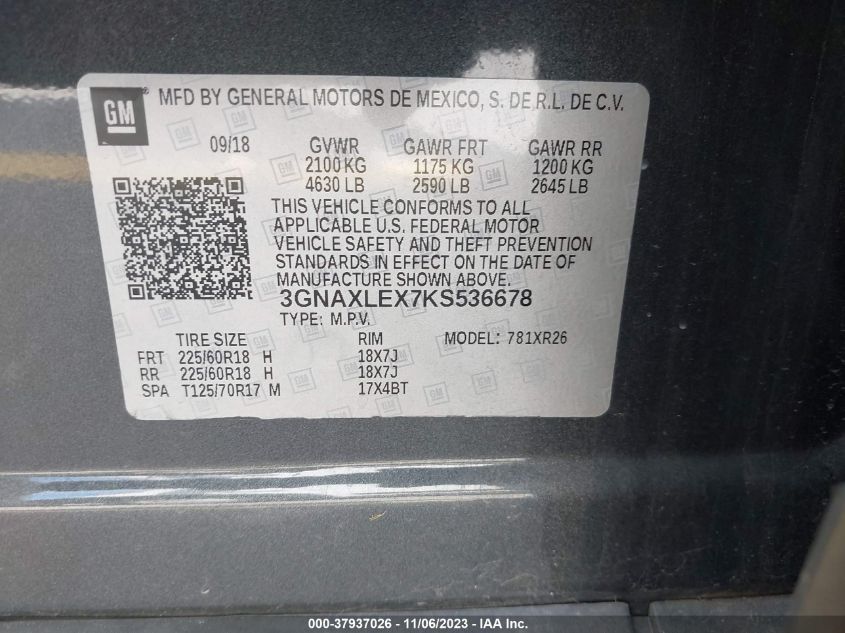 GM
MFD BY GENERAL MOTORS DE MEXICO, S. DE R.L. DE C.V.
09/18 GVWR GAWR FRT GAWR RR
2100 KG 1175 KG 1200 KG
4630 LB 2590 LB 2645 LB
THIS VEHICLE CONFORMS TO ALL
APPLICABLE U.S. FEDERAL MOTOR
VEHICLE SAFETY AND THEFT PREVENTION
STANDARDS IN EFFECT ON THE DATE OF
MANUFACTURE SHOWN ABOVE.
3GNAXLEX7KS536678
TYPE: M.P.V.
TIRE SIZE RIM MODEL: 781XR26
FRT 225/60R18 H 18X7J
RR 225/60R18 H 18X7J
SPA T125/70R17 M 17X4BT
000-37937026 - 11/06/2023 - IAAI Inc.